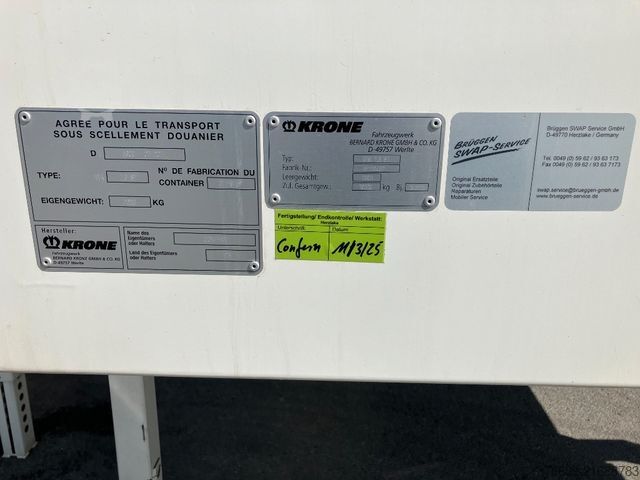 AGREÉ POUR LE TRANSPORT
SOUS SCELLEMENT DOUANIER
D
TYPE:
N° DE FABRICATION DU
CONTAINER
EIGENGEWICHT:
KG
Hersteller:
KRONE
Fahrzeugwerk
BERNARD KRONE GMBH & CO. KG
D-49757 Werlte
Name des
Eigentümers
oder Halters
Land des Eigentümers
oder Halters
KRONE
Fahrzeugwerk
BERNARD KRONE GMBH & CO. KG
D-49757 Werlte
Typ:
Fabrik-Nr.:
Leergewicht:
Zul. Gesamtgew.:
kg
Bj.
Fertigstellung/ Endkontrolle/ Werkstatt:
Herzlake
Unterschrift:
Datum:
11/3/25
BRÜGGEN
SWAP-SERVICE
Brüggen SWAP Service GmbH
D-49770 Herzlake / Germany
Tel. 0049 (0) 59 62 / 93 63 173
Fax 0049 (0) 59 62 / 93 63 7173
Original Ersatzteile
Original Zubehörteile
Reparaturen
Mobiler Service
swap.service@brueggen-gmbh.de
www.brueggen-service.de